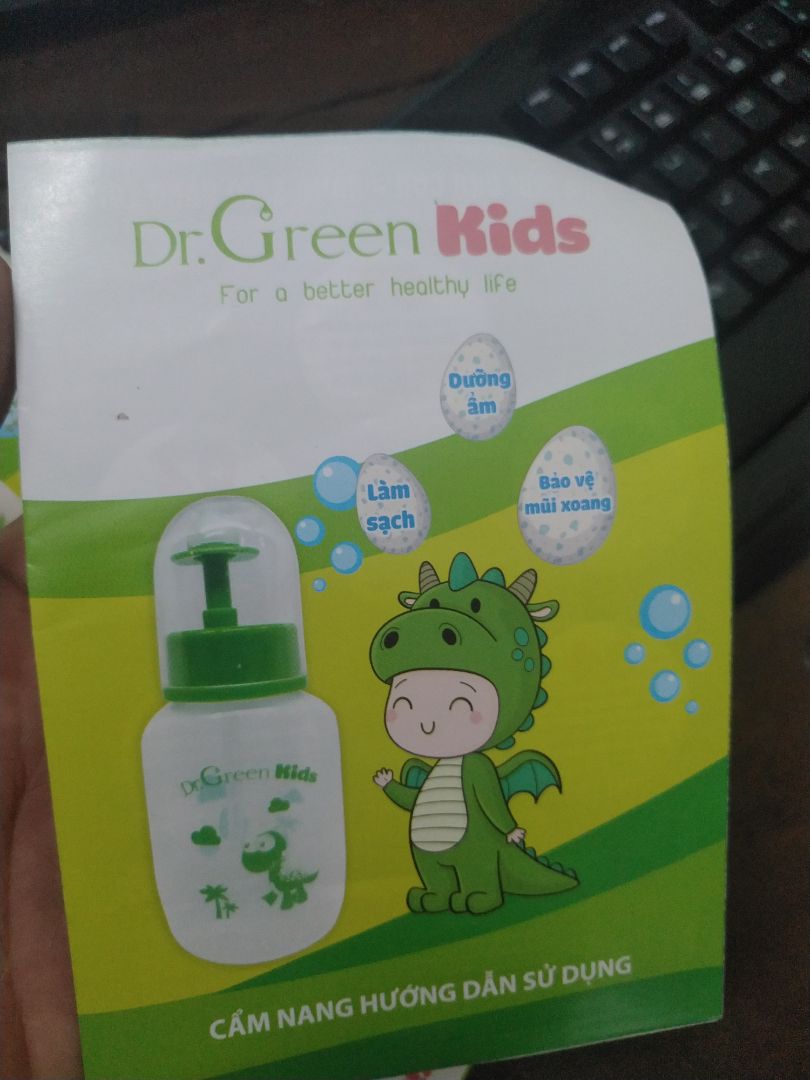 Dr.Green Kids
For a better healthy life
Dưỡng
ẩm
Làm
sạch
Bảo vệ
mũi xoang
Dr.Green Kids
CẨM NANG HƯỚNG DẪN SỬ DỤNG